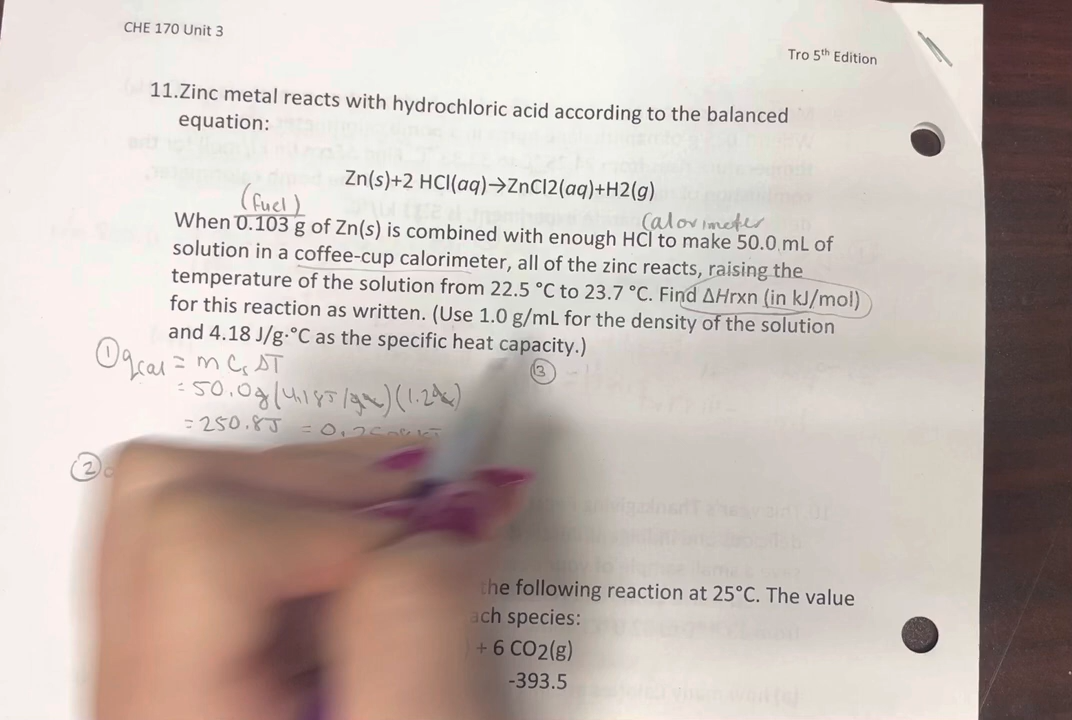 CHE 170 Unit 3
Tro 5th Edition
11.Zinc metal reacts with hydrochloric acid according to the balanced
equation:
Zn(s)+2 HCl(aq)→ZnCl2(aq)+H2(g)
(fuel)
Calorimeter
When 0.103 g of Zn(s) is combined with enough HCl to make 50.0 mL of
solution in a coffee-cup calorimeter, all of the zinc reacts, raising the
temperature of the solution from 22.5 °C to 23.7 °C. Find ΔHrxn (in kJ/mol)
for this reaction as written. (Use 1.0 g/mL for the density of the solution
and 4.18 J/g·°C as the specific heat capacity.)
① qcal = m Cs ΔT
③
= 50.0g (4.18J/g°C)(1.2°C)
= 250.8J =
②
the following reaction at 25°C. The value
species:
+ 6 CO2(g)
-393.5